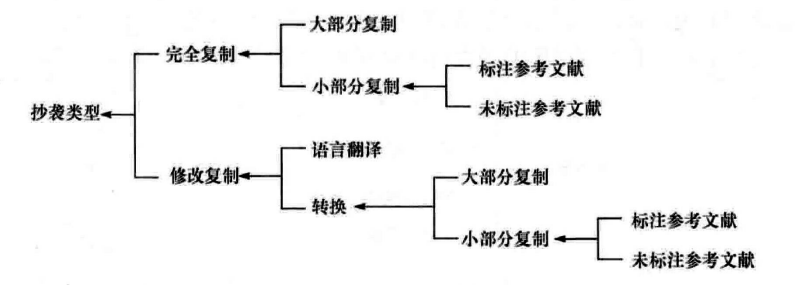 大部分复制
完全复制
小部分复制
标注参考文献
未标注参考文献
抄袭类型
语言翻译
修改复制
转换
大部分复制
小部分复制
标注参考文献
未标注参考文献